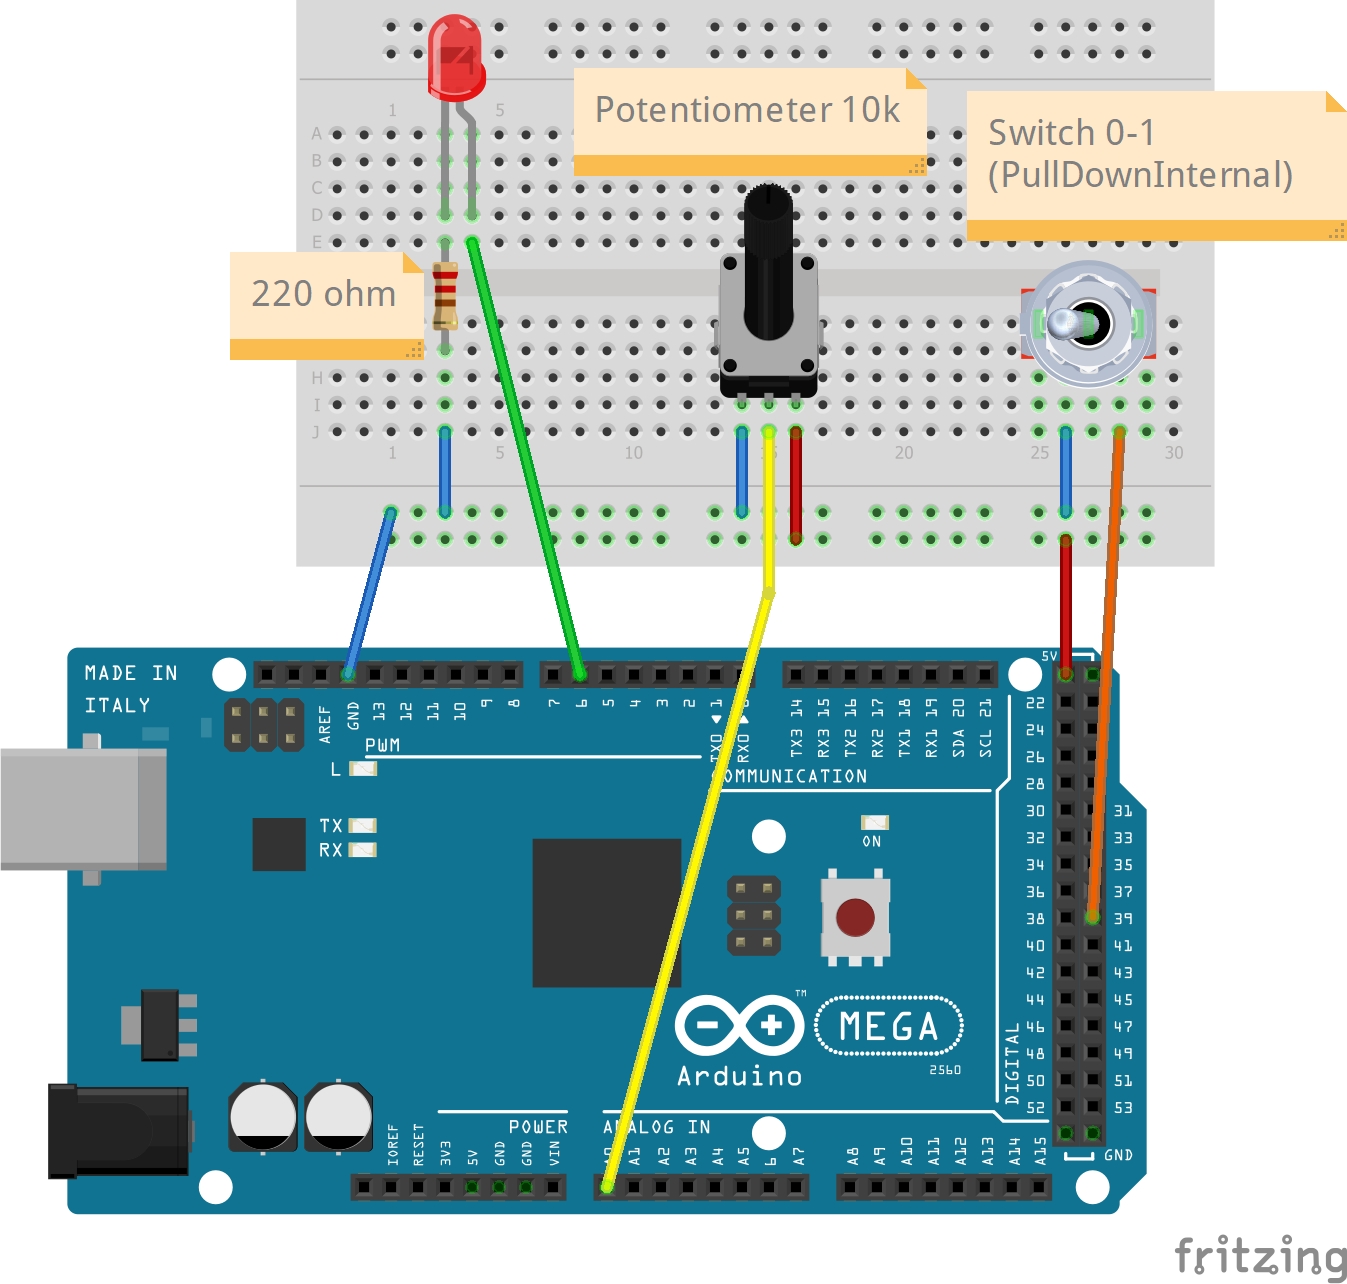 1 5
A
B
C
D
E
Potentiometer 10k
Switch 0-1
(PullDownInternal)
220 ohm
H
I
J
1 5 10 20 25 30
MADE IN
ITALY
5V
AREF GND 13 12 11 10 9 8
7 6 5 4 3 2 1
TX0 RX0
TX3 14 RX3 15 TX2 16 RX2 17 TX1 18 RX1 19 SDA 20 SCL 21
PWM
COMMUNICATION
L
TX
RX
ON
22
24
26
28
30 31
32 33
34 35
36 37
38 39
40 41
42 43
44 45
46 47
48 49
50 51
52 53
DIGITAL
GND
TM
MEGA
2560
Arduino
POWER
ANALOG IN
IOREF RESET 3V3 5V GND GND VIN
A0 A1 A2 A3 A4 A5 6 A7
A8 A9 A10 A11 A12 A13 A14 A15
fritzing